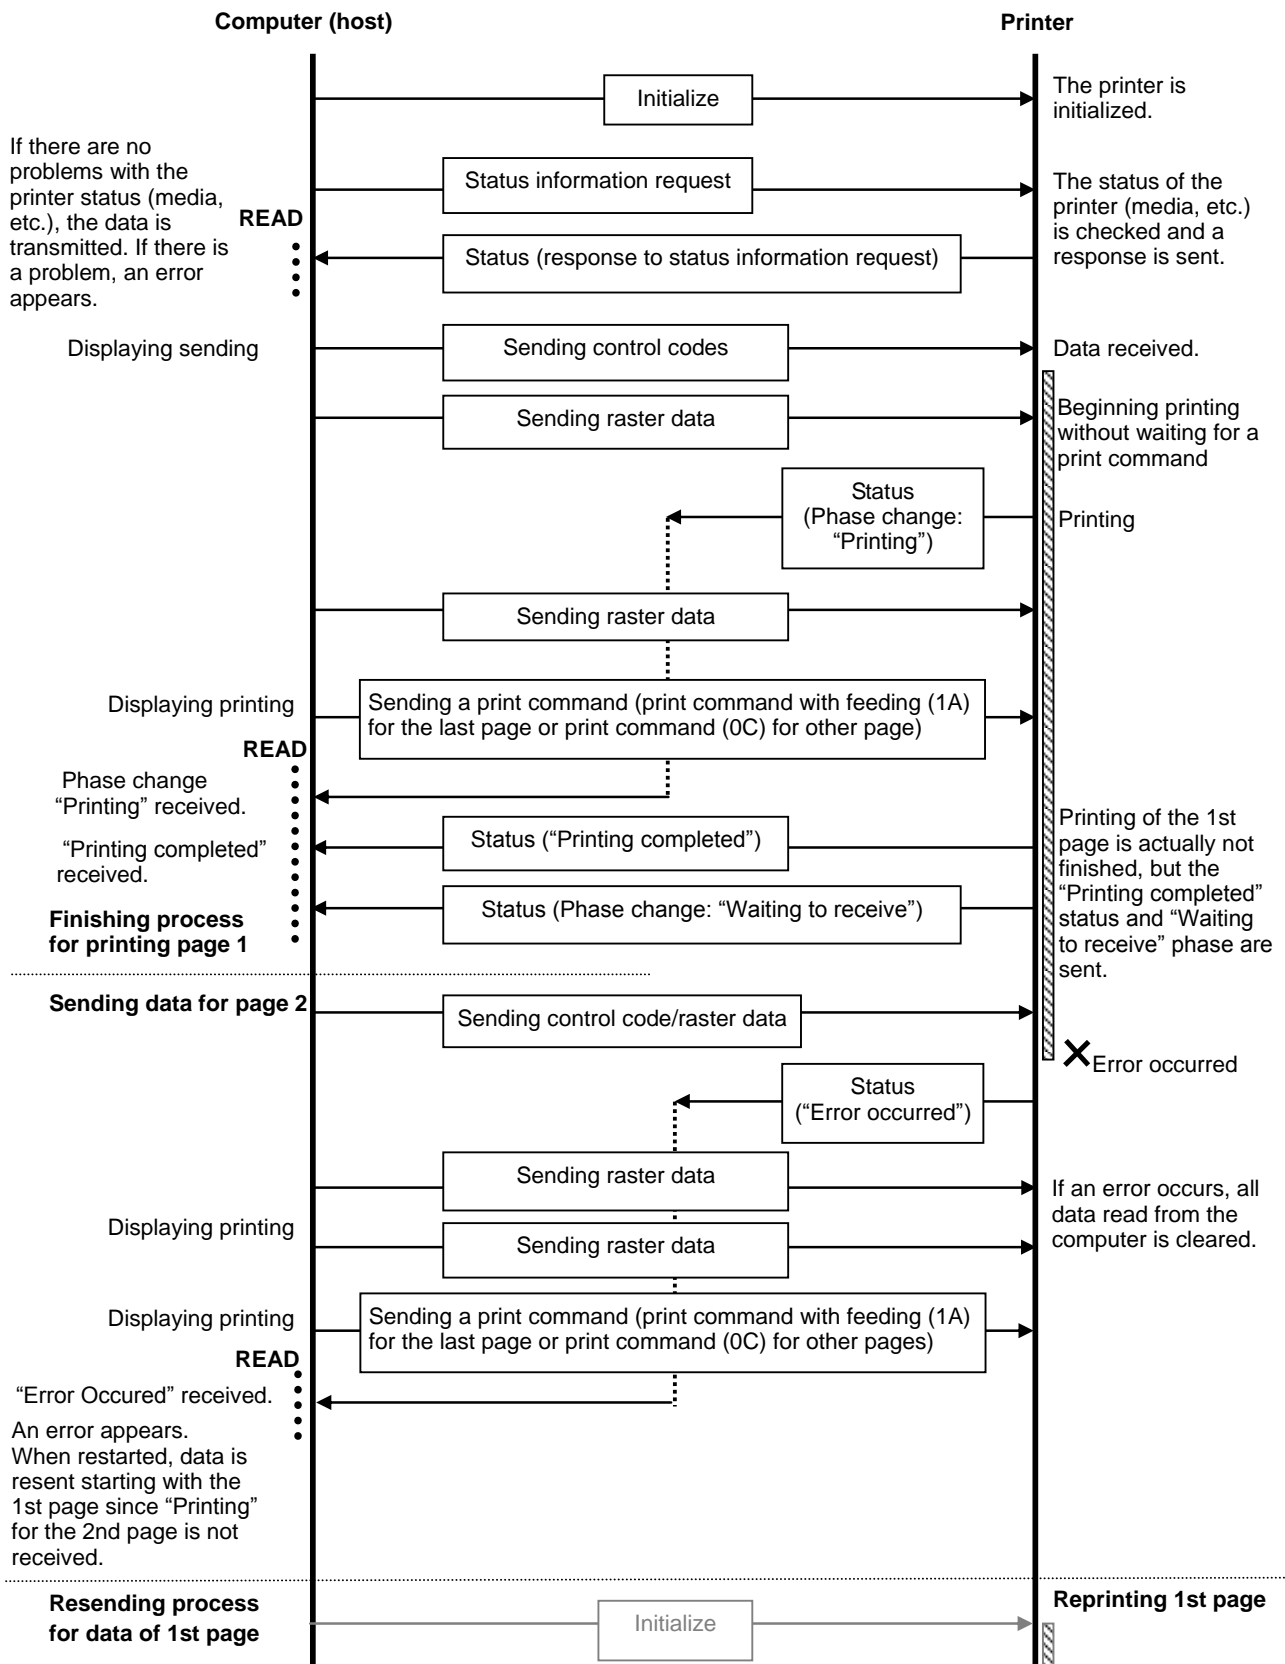 Computer (host)
Printer
Initialize
The printer is
initialized.
If there are no
problems with the
printer status (media,
etc.), the data is
transmitted. If there is
a problem, an error
appears.
READ
Status information request
The status of the
printer (media, etc.)
is checked and a
response is sent.
Status (response to status information request)
Displaying sending
Sending control codes
Data received.
Sending raster data
Beginning printing
without waiting for a
print command
Status
(Phase change:
“Printing”)
Printing
Sending raster data
Displaying printing
Sending a print command (print command with feeding (1A)
for the last page or print command (0C) for other page)
READ
Phase change
“Printing” received.
“Printing completed”
received.
Status (“Printing completed”)
Printing of the 1st
page is actually not
finished, but the
“Printing completed”
status and “Waiting
to receive” phase are
sent.
Status (Phase change: “Waiting to receive”)
Finishing process
for printing page 1
Sending data for page 2
Sending control code/raster data
Error occurred
Status
(“Error occurred”)
Sending raster data
If an error occurs, all
data read from the
computer is cleared.
Displaying printing
Sending raster data
Displaying printing
Sending a print command (print command with feeding (1A)
for the last page or print command (0C) for other pages)
READ
“Error Occured” received.
An error appears.
When restarted, data is
resent starting with the
1st page since “Printing”
for the 2nd page is not
received.
Resending process
for data of 1st page
Initialize
Reprinting 1st page